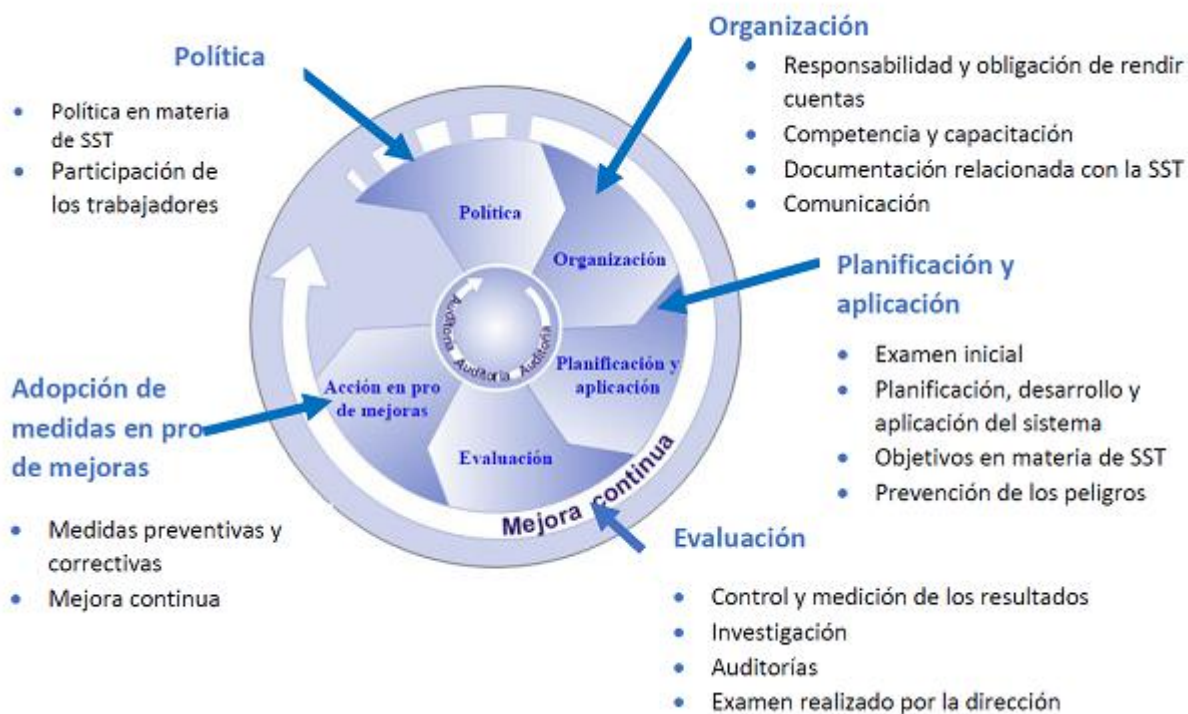 Política
• Política en materia
de SST
• Participación de
los trabajadores
Organización
• Responsabilidad y obligación de rendir
cuentas
• Competencia y capacitación
• Documentación relacionada con la SST
• Comunicación
Planificación y
aplicación
• Examen inicial
• Planificación, desarrollo y
aplicación del sistema
• Objetivos en materia de SST
• Prevención de los peligros
Evaluación
• Control y medición de los resultados
• Investigación
• Auditorías
• Examen realizado por la dirección
Adopción de
medidas en pro
de mejoras
• Medidas preventivas y
correctivas
• Mejora continua
Política
Organización
Planificación y
aplicación
Evaluación
Acción en pro
de mejoras
Auditoría Auditoría Auditoría
Mejora continua